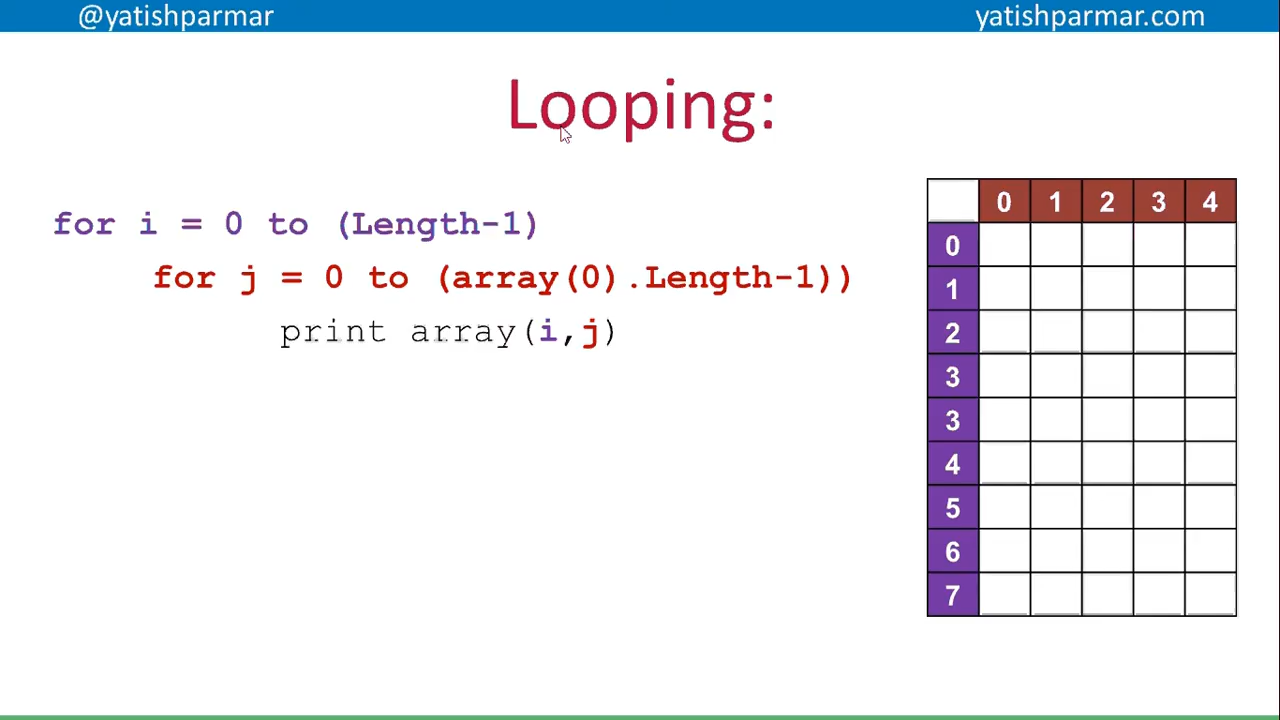 @yatishparmar
yatishparmar.com
Looping:
for i = 0 to (Length-1)
for j = 0 to (array(0).Length-1))
print array(i,j)
0 1 2 3 4
0
1
2
3
3
4
5
6
7